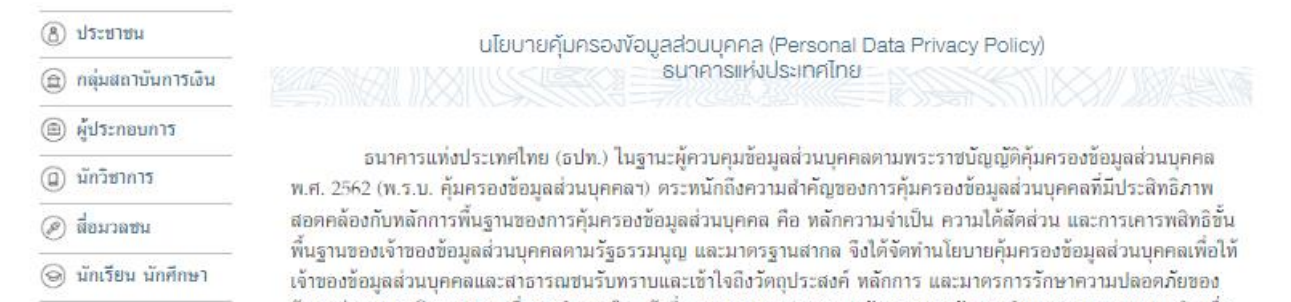 ประชาชน
กลุ่มสถาบันการเงิน
ผู้ประกอบการ
นักวิชาการ
สื่อมวลชน
นักเรียน นักศึกษา
นโยบายคุ้มครองข้อมูลส่วนบุคคล (Personal Data Privacy Policy)
ธนาคารแห่งประเทศไทย
ธนาคารแห่งประเทศไทย (ธปท.) ในฐานะผู้ควบคุมข้อมูลส่วนบุคคลตามพระราชบัญญัติคุ้มครองข้อมูลส่วนบุคคล
พ.ศ. 2562 (พ.ร.บ. คุ้มครองข้อมูลส่วนบุคคลฯ) ตระหนักถึงความสำคัญของการคุ้มครองข้อมูลส่วนบุคคลที่มีประสิทธิภาพ
สอดคล้องกับหลักการพื้นฐานของการคุ้มครองข้อมูลส่วนบุคคล คือ หลักความจำเป็น ความได้สัดส่วน และการเคารพสิทธิขั้น
พื้นฐานของเจ้าของข้อมูลส่วนบุคคลตามรัฐธรรมนูญ และมาตรฐานสากล จึงได้จัดทำนโยบายคุ้มครองข้อมูลส่วนบุคคลเพื่อให้
เจ้าของข้อมูลส่วนบุคคลและสาธารณชนรับทราบและเข้าใจถึงวัตถุประสงค์ หลักการ และมาตรการรักษาความปลอดภัยของ